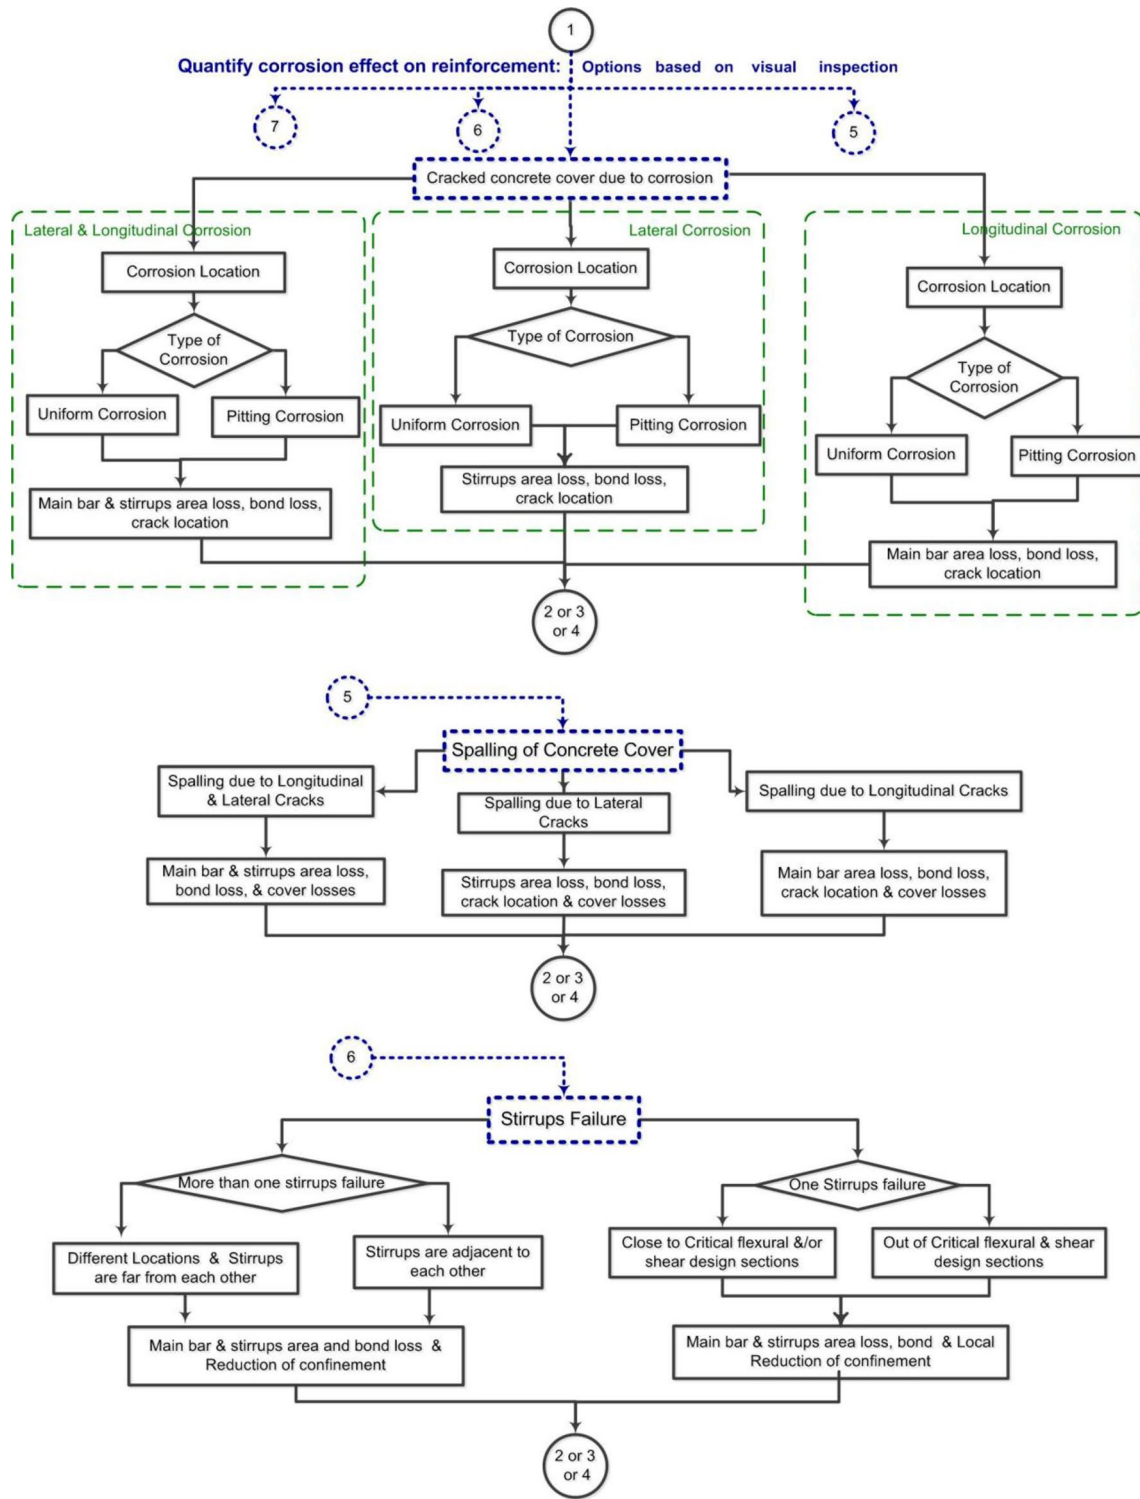 1
Quantify corrosion effect on reinforcement: Options based on visual inspection
7
6
5
Cracked concrete cover due to corrosion
Lateral & Longitudinal Corrosion
Corrosion Location
Type of
Corrosion
Uniform Corrosion
Pitting Corrosion
Main bar & stirrups area loss, bond loss,
crack location
Lateral Corrosion
Corrosion Location
Type of Corrosion
Uniform Corrosion
Pitting Corrosion
Stirrups area loss, bond loss,
crack location
Longitudinal Corrosion
Corrosion Location
Type of
Corrosion
Uniform Corrosion
Pitting Corrosion
Main bar area loss, bond loss,
crack location
2 or 3
or 4
5
Spalling of Concrete Cover
Spalling due to Longitudinal
& Lateral Cracks
Spalling due to Lateral
Cracks
Spalling due to Longitudinal Cracks
Main bar & stirrups area loss,
bond loss, & cover losses
Stirrups area loss, bond loss,
crack location & cover losses
Main bar area loss, bond loss,
crack location & cover losses
2 or 3
or 4
6
Stirrups Failure
More than one stirrups failure
One Stirrups failure
Different Locations & Stirrups
are far from each other
Stirrups are adjacent to
each other
Close to Critical flexural &/or
shear design sections
Out of Critical flexural & shear
design sections
Main bar & stirrups area and bond loss &
Reduction of confinement
Main bar & stirrups area loss, bond & Local
Reduction of confinement
2 or 3
or 4